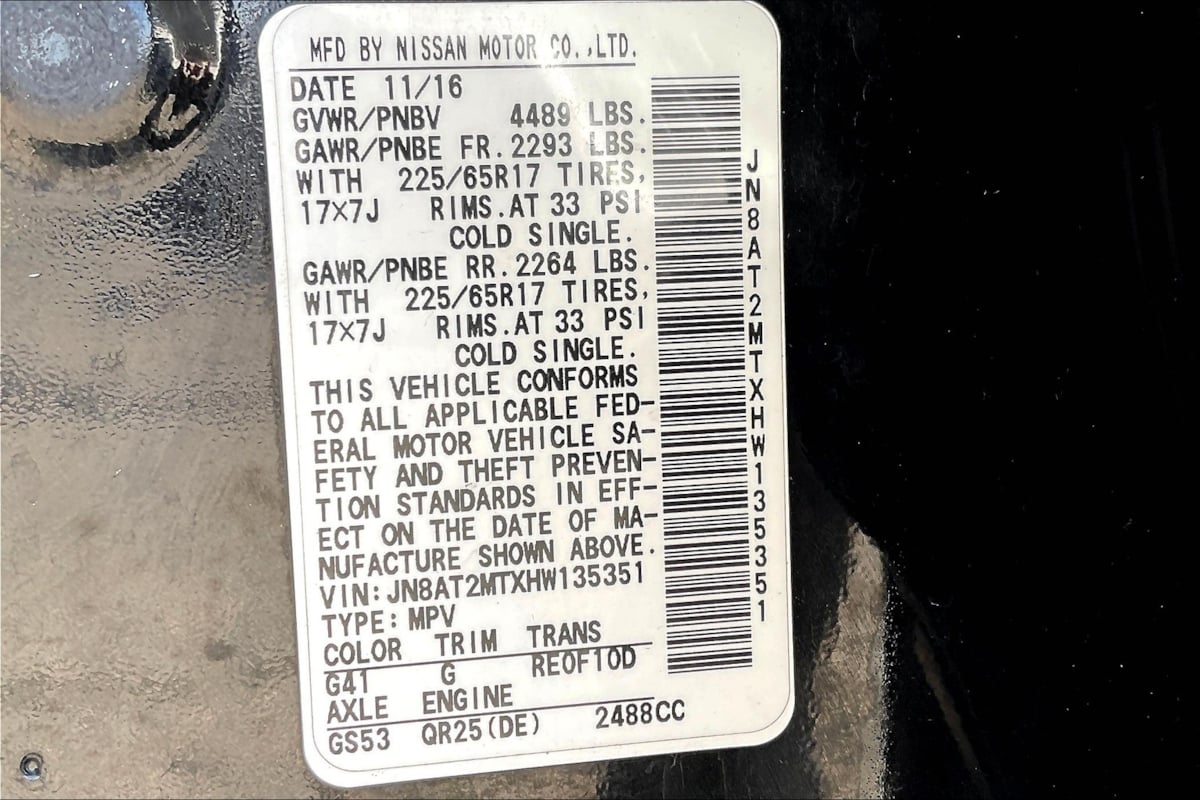 MFD BY NISSAN MOTOR CO.,LTD.
DATE 11/16
GVWR/PNBV 4489 LBS.
GAWR/PNBE FR.2293 LBS.
WITH 225/65R17 TIRES,
17×7J RIMS.AT 33 PSI
COLD SINGLE.
GAWR/PNBE RR.2264 LBS.
WITH 225/65R17 TIRES,
17×7J RIMS.AT 33 PSI
COLD SINGLE.
THIS VEHICLE CONFORMS
TO ALL APPLICABLE FED-
ERAL MOTOR VEHICLE SA-
FETY AND THEFT PREVEN-
TION STANDARDS IN EFF-
ECT ON THE DATE OF MA-
NUFACTURE SHOWN ABOVE.
VIN:JN8AT2MTXHW135351
TYPE:MPV
COLOR TRIM TRANS
G41 G RE0F10D
AXLE ENGINE
GS53 QR25(DE) 2488CC
JN8AT2MTXHW135351